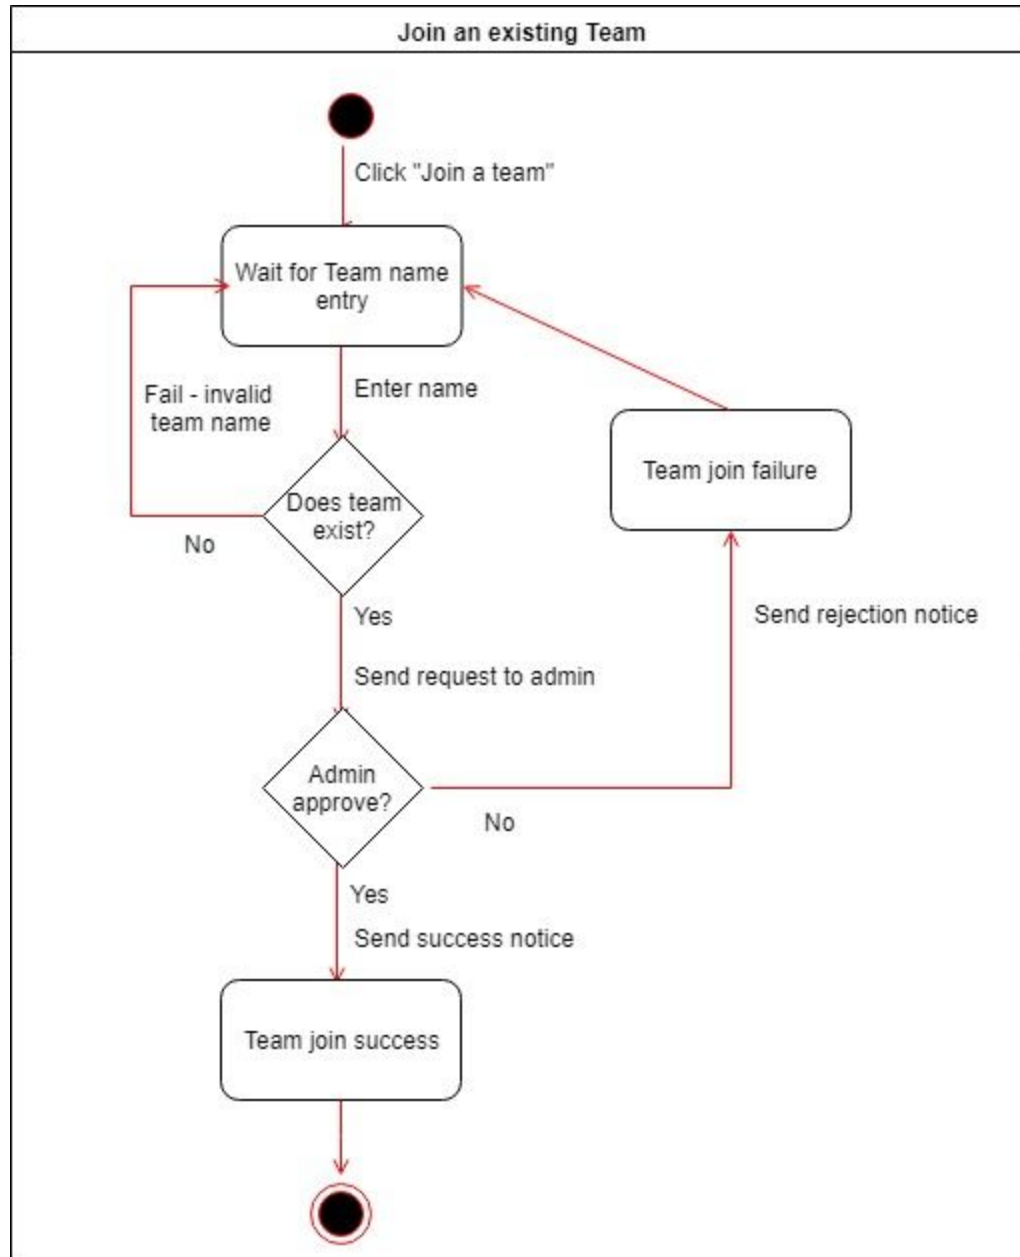 Join an existing Team
Click "Join a team"
Wait for Team name
entry
Enter name
Fail - invalid
team name
Team join failure
Does team
exist?
No
Yes
Send rejection notice
Send request to admin
Admin
approve?
No
Yes
Send success notice
Team join success